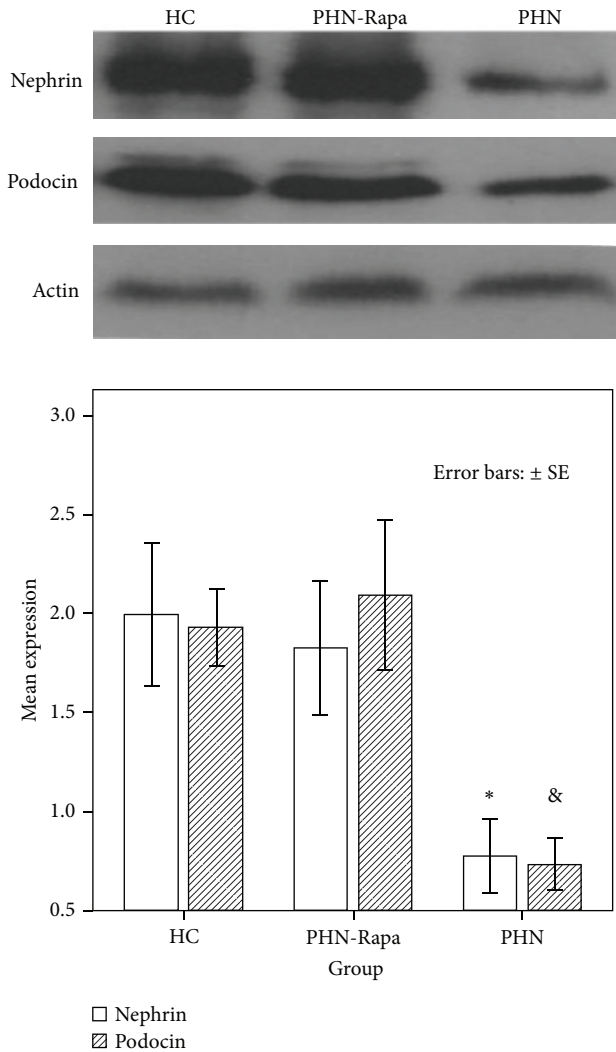 HC PHN-Rapa PHN
Nephrin
Podocin
Actin
3.0
Error bars: ± SE
2.5
2.0
Mean expression
1.5
1.0
* &
0.5
HC PHN-Rapa PHN
Group
Nephrin
Podocin